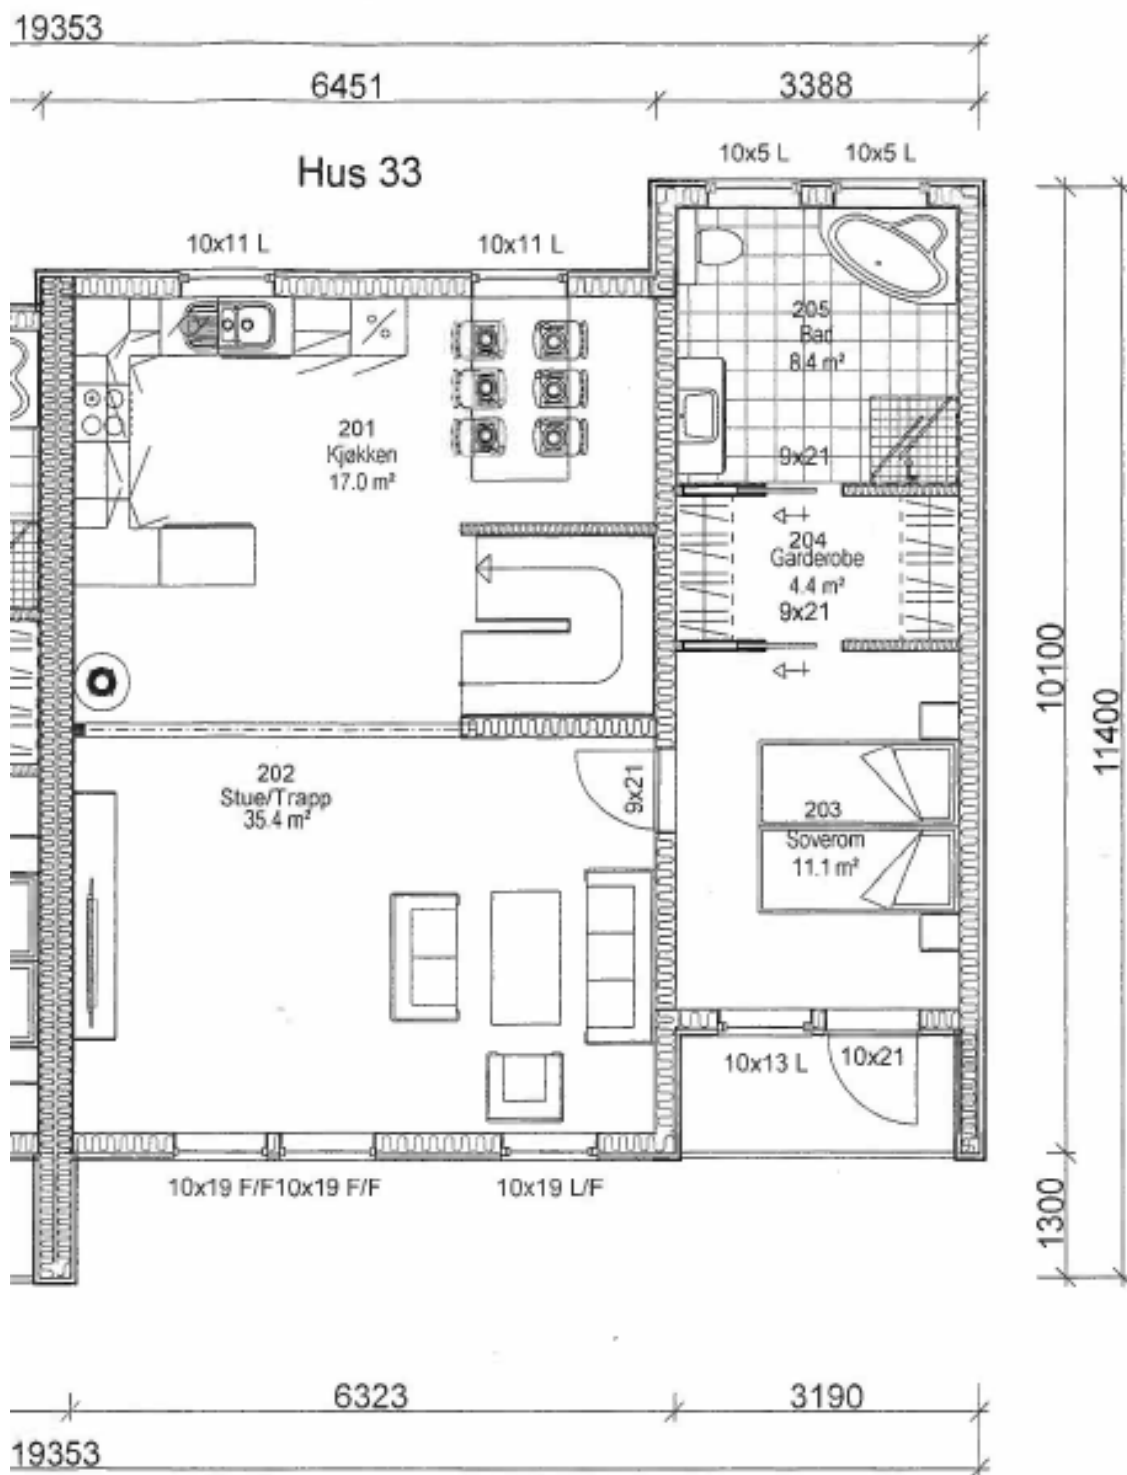 19353
6451
3388
Hus 33
10x5 L
10x5 L
10x11 L
10x11 L
205
Bad
8.4 m²
201
Kjøkken
17.0 m²
9x21
204
Garderobe
4.4 m²
9x21
10100
11400
202
Stue/Trapp
35.4 m²
9x21
203
Soverom
11.1 m²
10x13 L
10x21
10x19 F/F
10x19 F/F
10x19 L/F
1300
6323
3190
19353